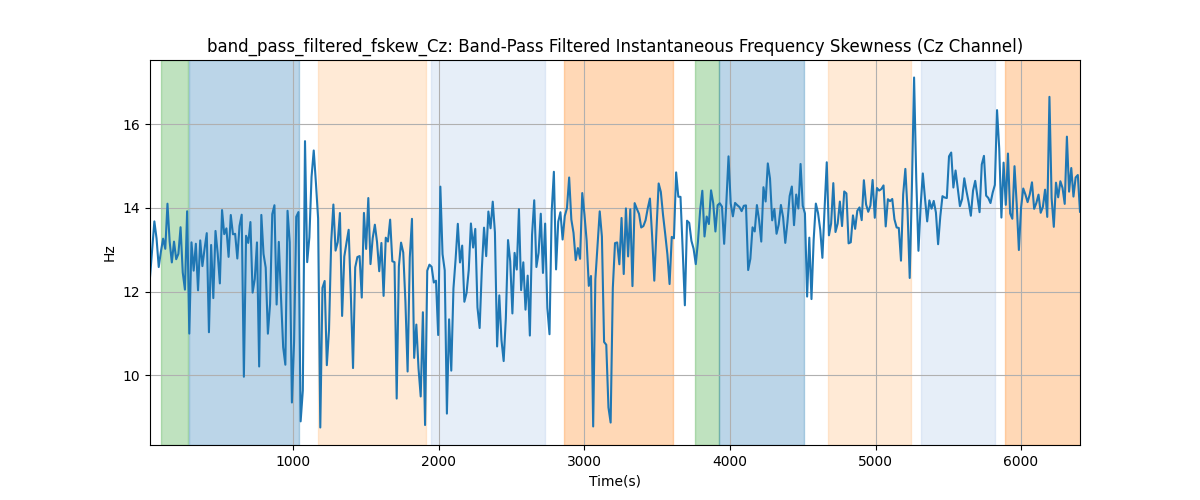 band_pass_filtered_fskew_Cz: Band-Pass Filtered Instantaneous Frequency Skewness (Cz Channel)
16
14
12
10
Hz
1000 2000 3000 4000 5000 6000
Time(s)